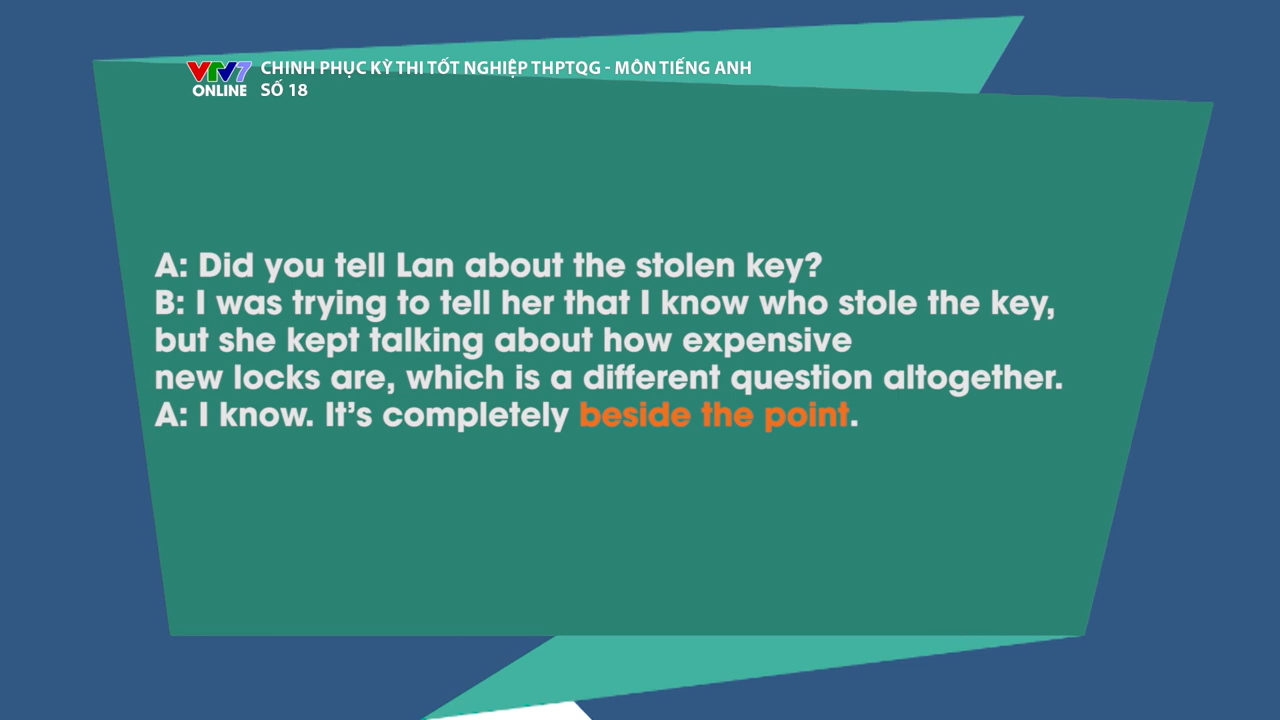 VTV7
ONLINE
CHINH PHỤC KỲ THI TỐT NGHIỆP THPTQG - MÔN TIẾNG ANH
SỐ 18
A: Did you tell Lan about the stolen key?
B: I was trying to tell her that I know who stole the key,
but she kept talking about how expensive
new locks are, which is a different question altogether.
A: I know. It’s completely beside the point.